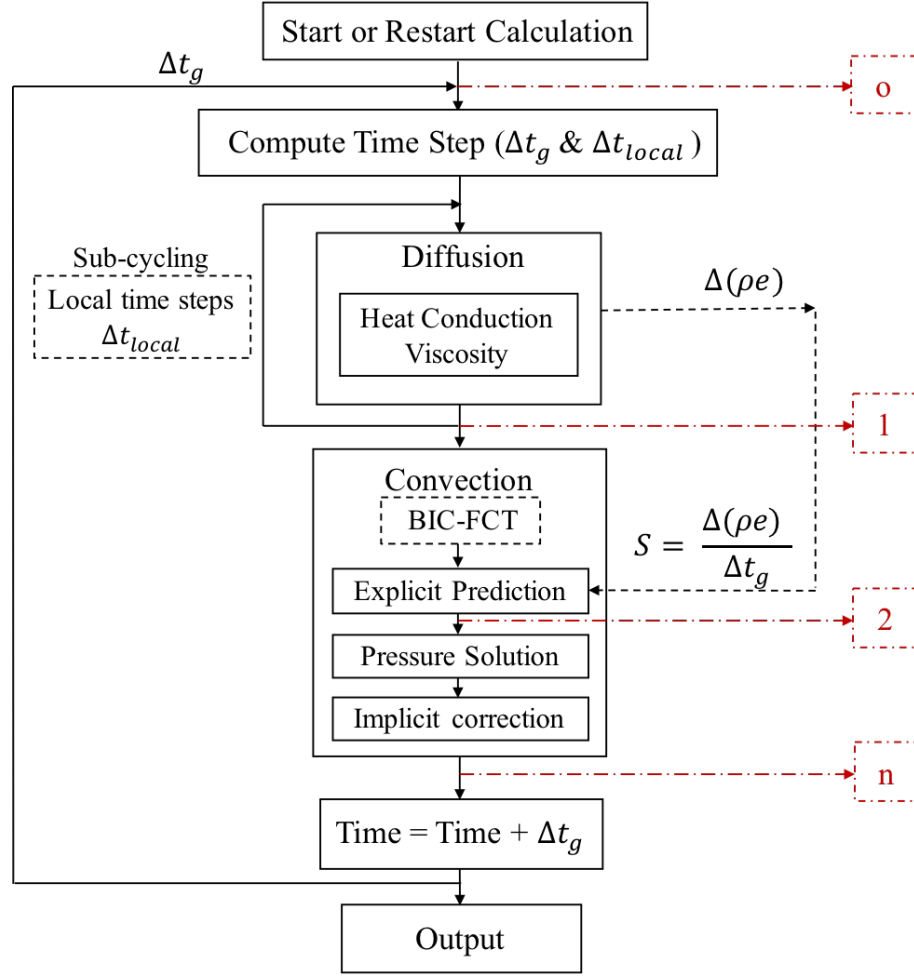 Start or Restart Calculation
Δt_g
o
Compute Time Step (Δt_g & Δt_local )
Sub-cycling
Local time steps
Δt_local
Diffusion
Heat Conduction
Viscosity
Δ(ρe)
1
Convection
BIC-FCT
S = Δ(ρe) / Δt_g
Explicit Prediction
2
Pressure Solution
Implicit correction
n
Time = Time + Δt_g
Output